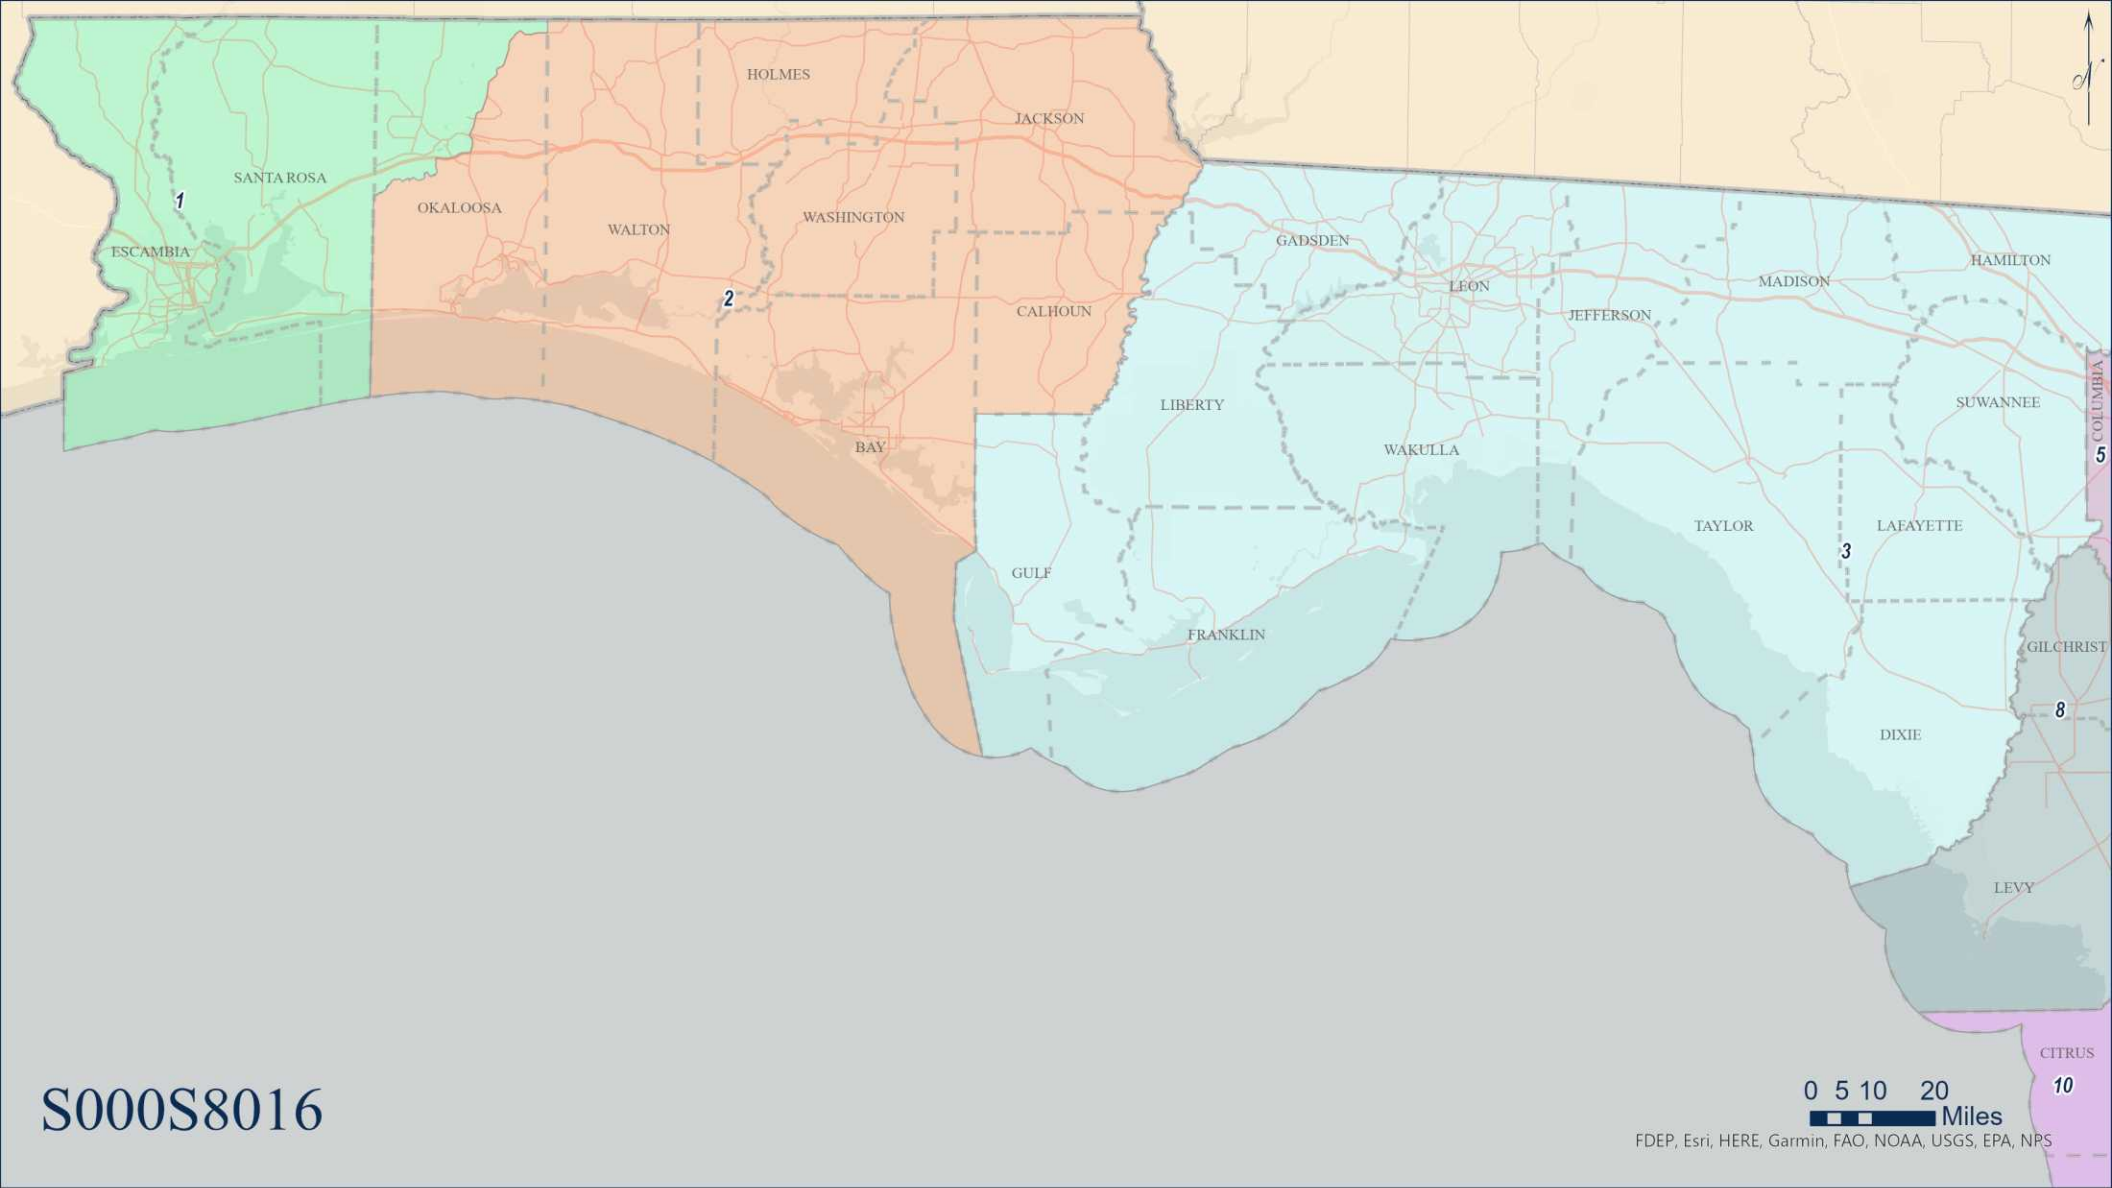 HOLMES
JACKSON
SANTA ROSA
1
OKALOOSA
WALTON
WASHINGTON
ESCAMBIA
GADSDEN
HAMILTON
LEON
MADISON
2
CALHOUN
JEFFERSON
COLUMBIA
LIBERTY
SUWANNEE
BAY
WAKULLA
5
TAYLOR
LAFAYETTE
3
GULF
FRANKLIN
GILCHRIST
8
DIXIE
LEVY
CITRUS
10
S000S8016
0 5 10 20
Miles
FDEP, Esri, HERE, Garmin, FAO, NOAA, USGS, EPA, NPS
N